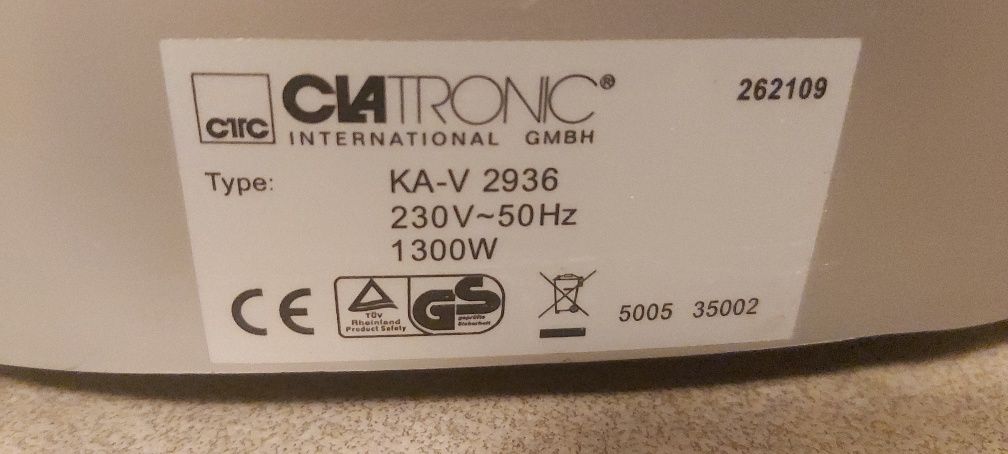 CTC CLATRONIC® 262109
INTERNATIONAL GMBH
Type: KA-V 2936
230V~50Hz
1300W
CE
TÜV
Rheinland
Product Safety
GS
geprüfte
Sicherheit
5005 35002